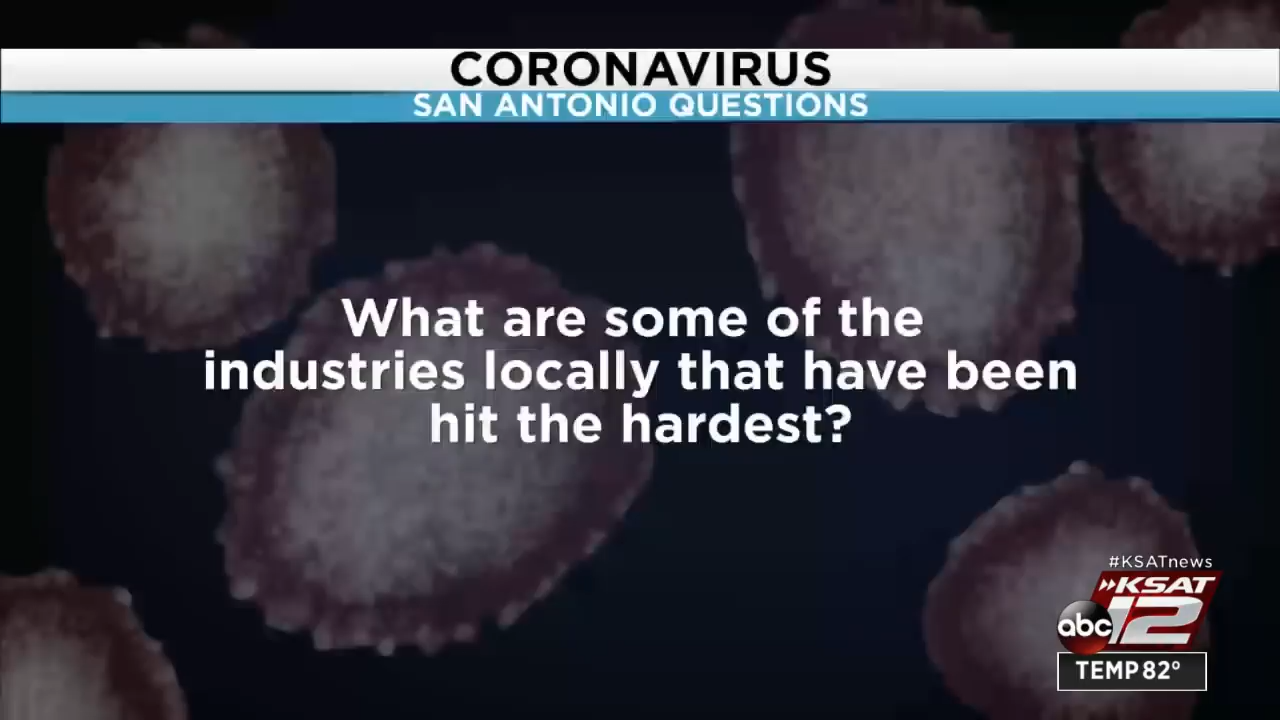 CORONAVIRUS
SAN ANTONIO QUESTIONS
What are some of the
industries locally that have been
hit the hardest?
#KSATnews
KSAT
abc 12
TEMP 82°